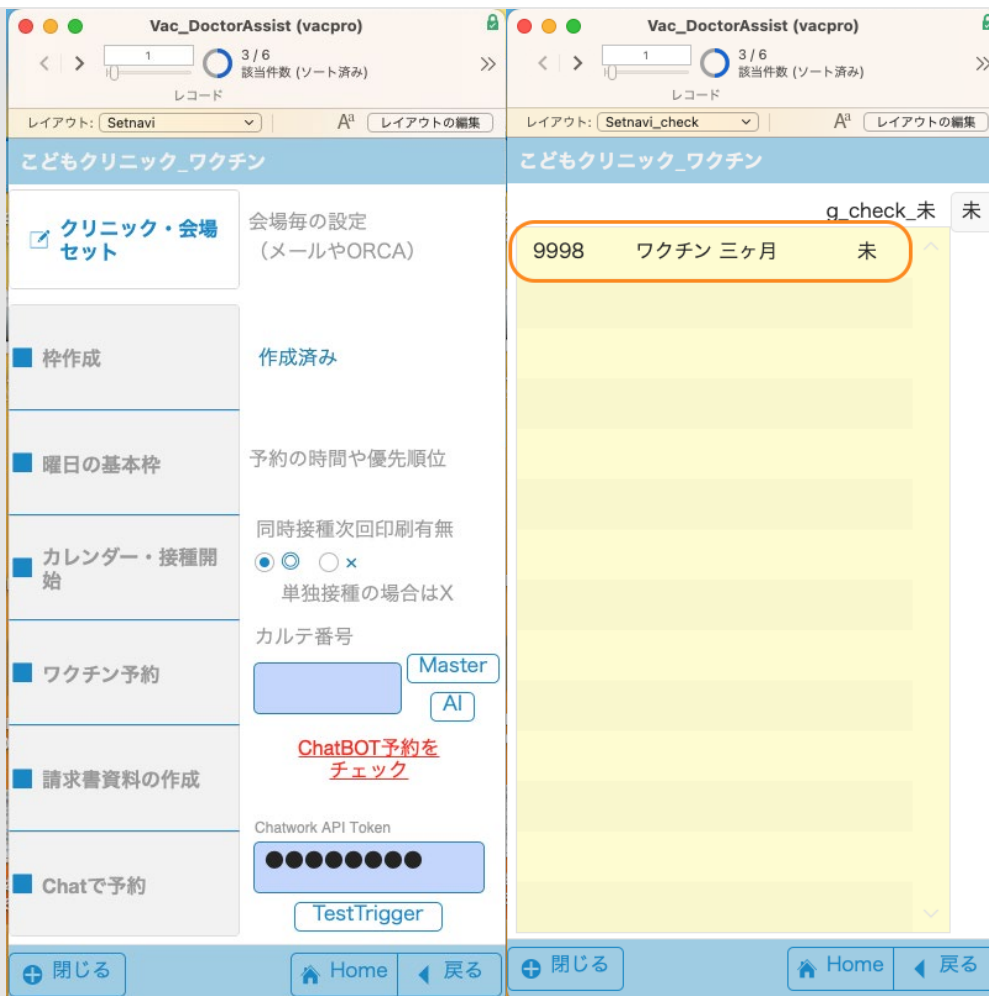 Vac_DoctorAssist (vacpro)
1
3 / 6
該当件数 (ソート済み)
レコード
レイアウト: Setnavi
Aª レイアウトの編集
こどもクリニック_ワクチン
クリニック・会場
セット
会場毎の設定
（メールやORCA）
枠作成
作成済み
曜日の基本枠
予約の時間や優先順位
カレンダー・接種開
始
同時接種次回印刷有無
◎ ×
単独接種の場合はX
ワクチン予約
カルテ番号
Master
AI
ChatBOT予約を
チェック
請求書資料の作成
Chatwork API Token
●●●●●●●●
Chatで予約
TestTrigger
閉じる Home 戻る
Vac_DoctorAssist (vacpro)
1
3 / 6
該当件数 (ソート済み)
レコード
レイアウト: Setnavi_check
Aª レイアウトの編集
こどもクリニック_ワクチン
g_check_未 未
9998 ワクチン 三ヶ月 未
閉じる Home 戻る